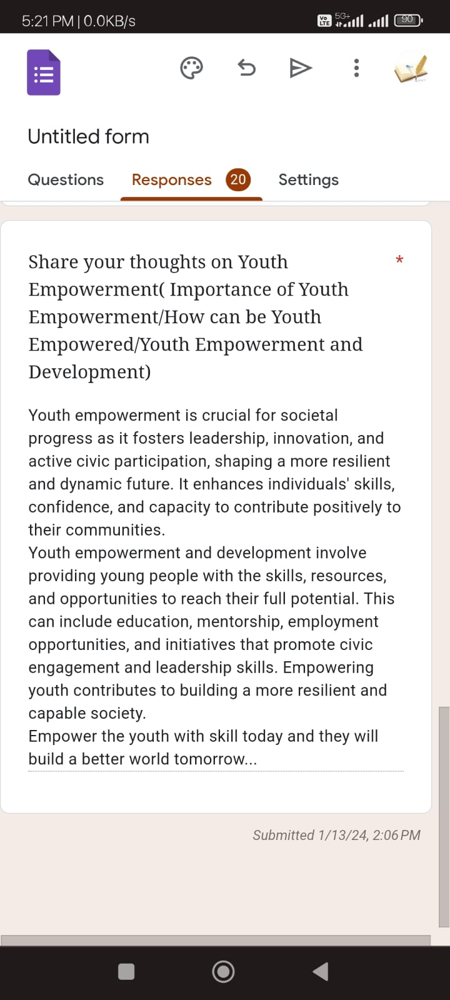 5:21 PM | 0.0KB/s
Vo LTE 5G+ 90
Untitled form
Questions Responses 20 Settings
Share your thoughts on Youth *
Empowerment( Importance of Youth
Empowerment/How can be Youth
Empowered/Youth Empowerment and
Development)
Youth empowerment is crucial for societal
progress as it fosters leadership, innovation, and
active civic participation, shaping a more resilient
and dynamic future. It enhances individuals' skills,
confidence, and capacity to contribute positively to
their communities.
Youth empowerment and development involve
providing young people with the skills, resources,
and opportunities to reach their full potential. This
can include education, mentorship, employment
opportunities, and initiatives that promote civic
engagement and leadership skills. Empowering
youth contributes to building a more resilient and
capable society.
Empower the youth with skill today and they will
build a better world tomorrow...
Submitted 1/13/24, 2:06 PM